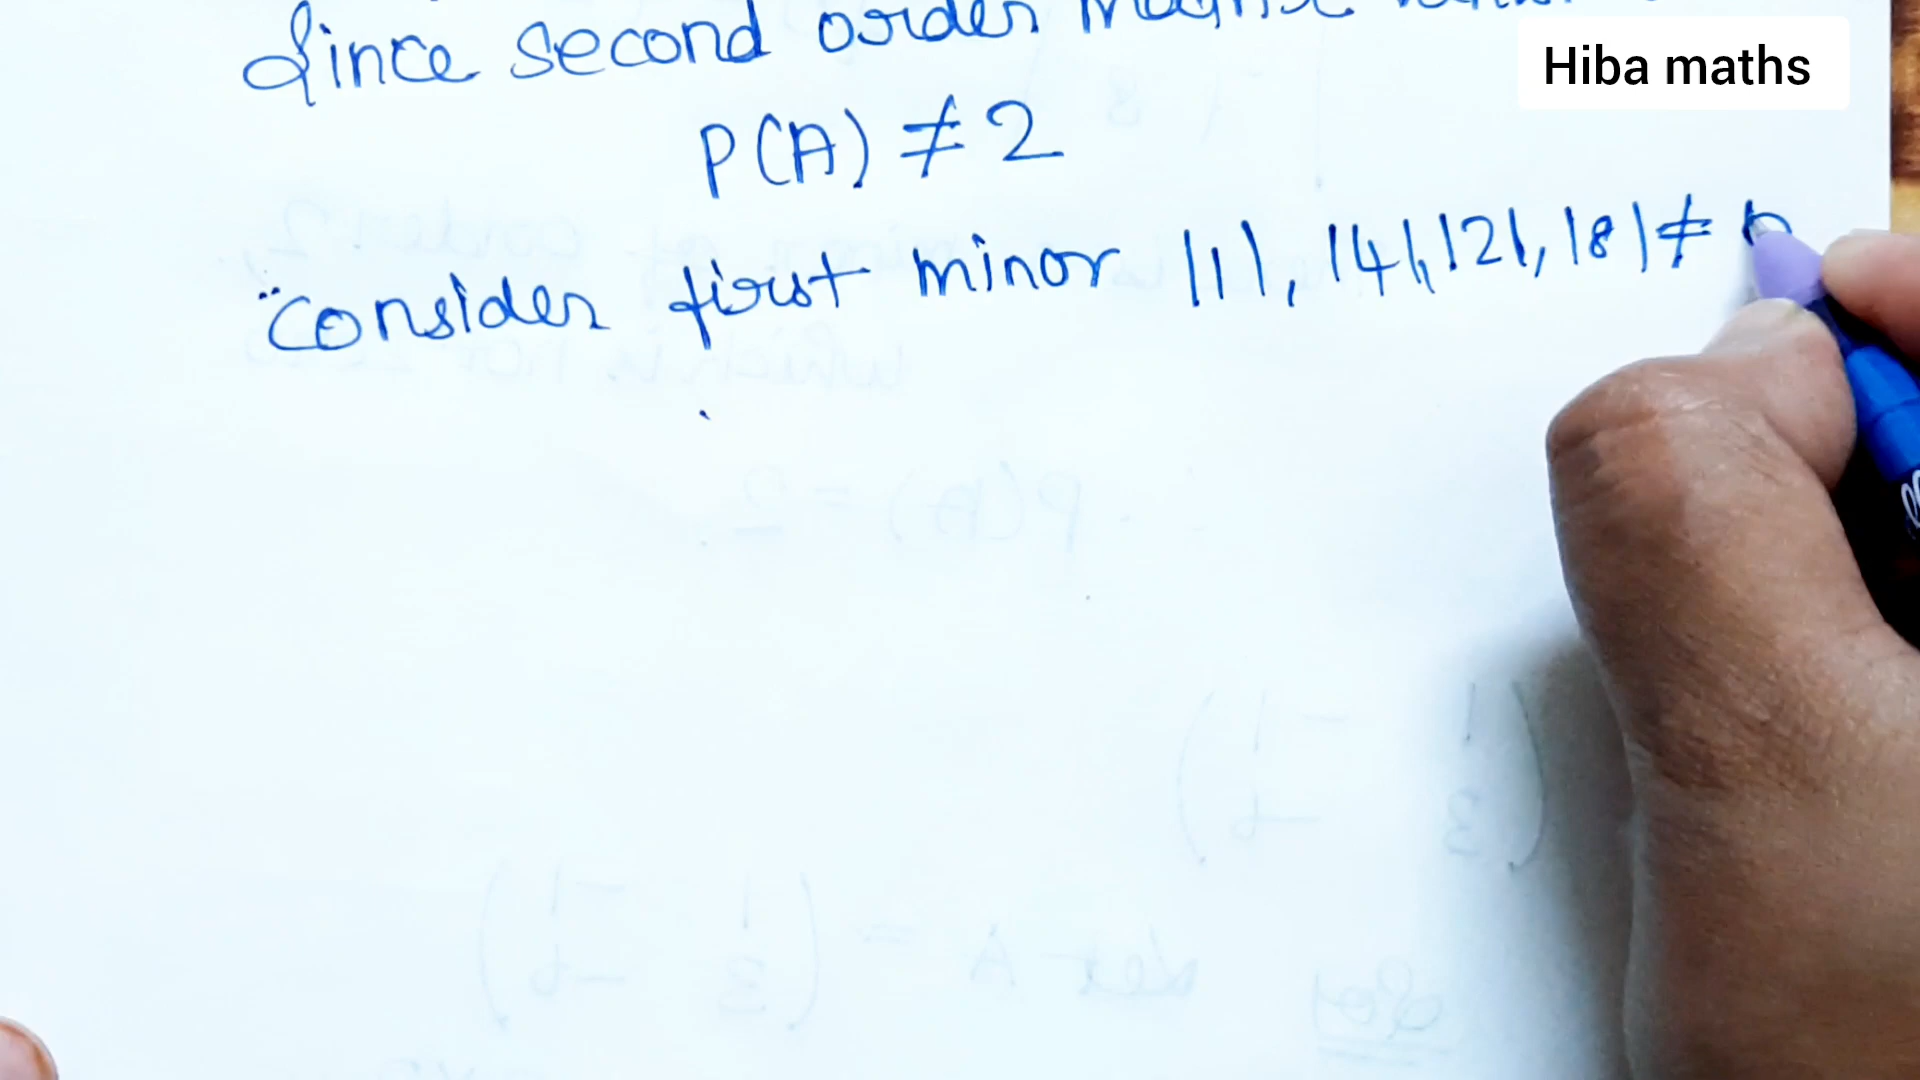 Since second order
Hiba maths
P(A) ≠ 2
Consider first minor |1|, |4|, |2|, |8| ≠ 0